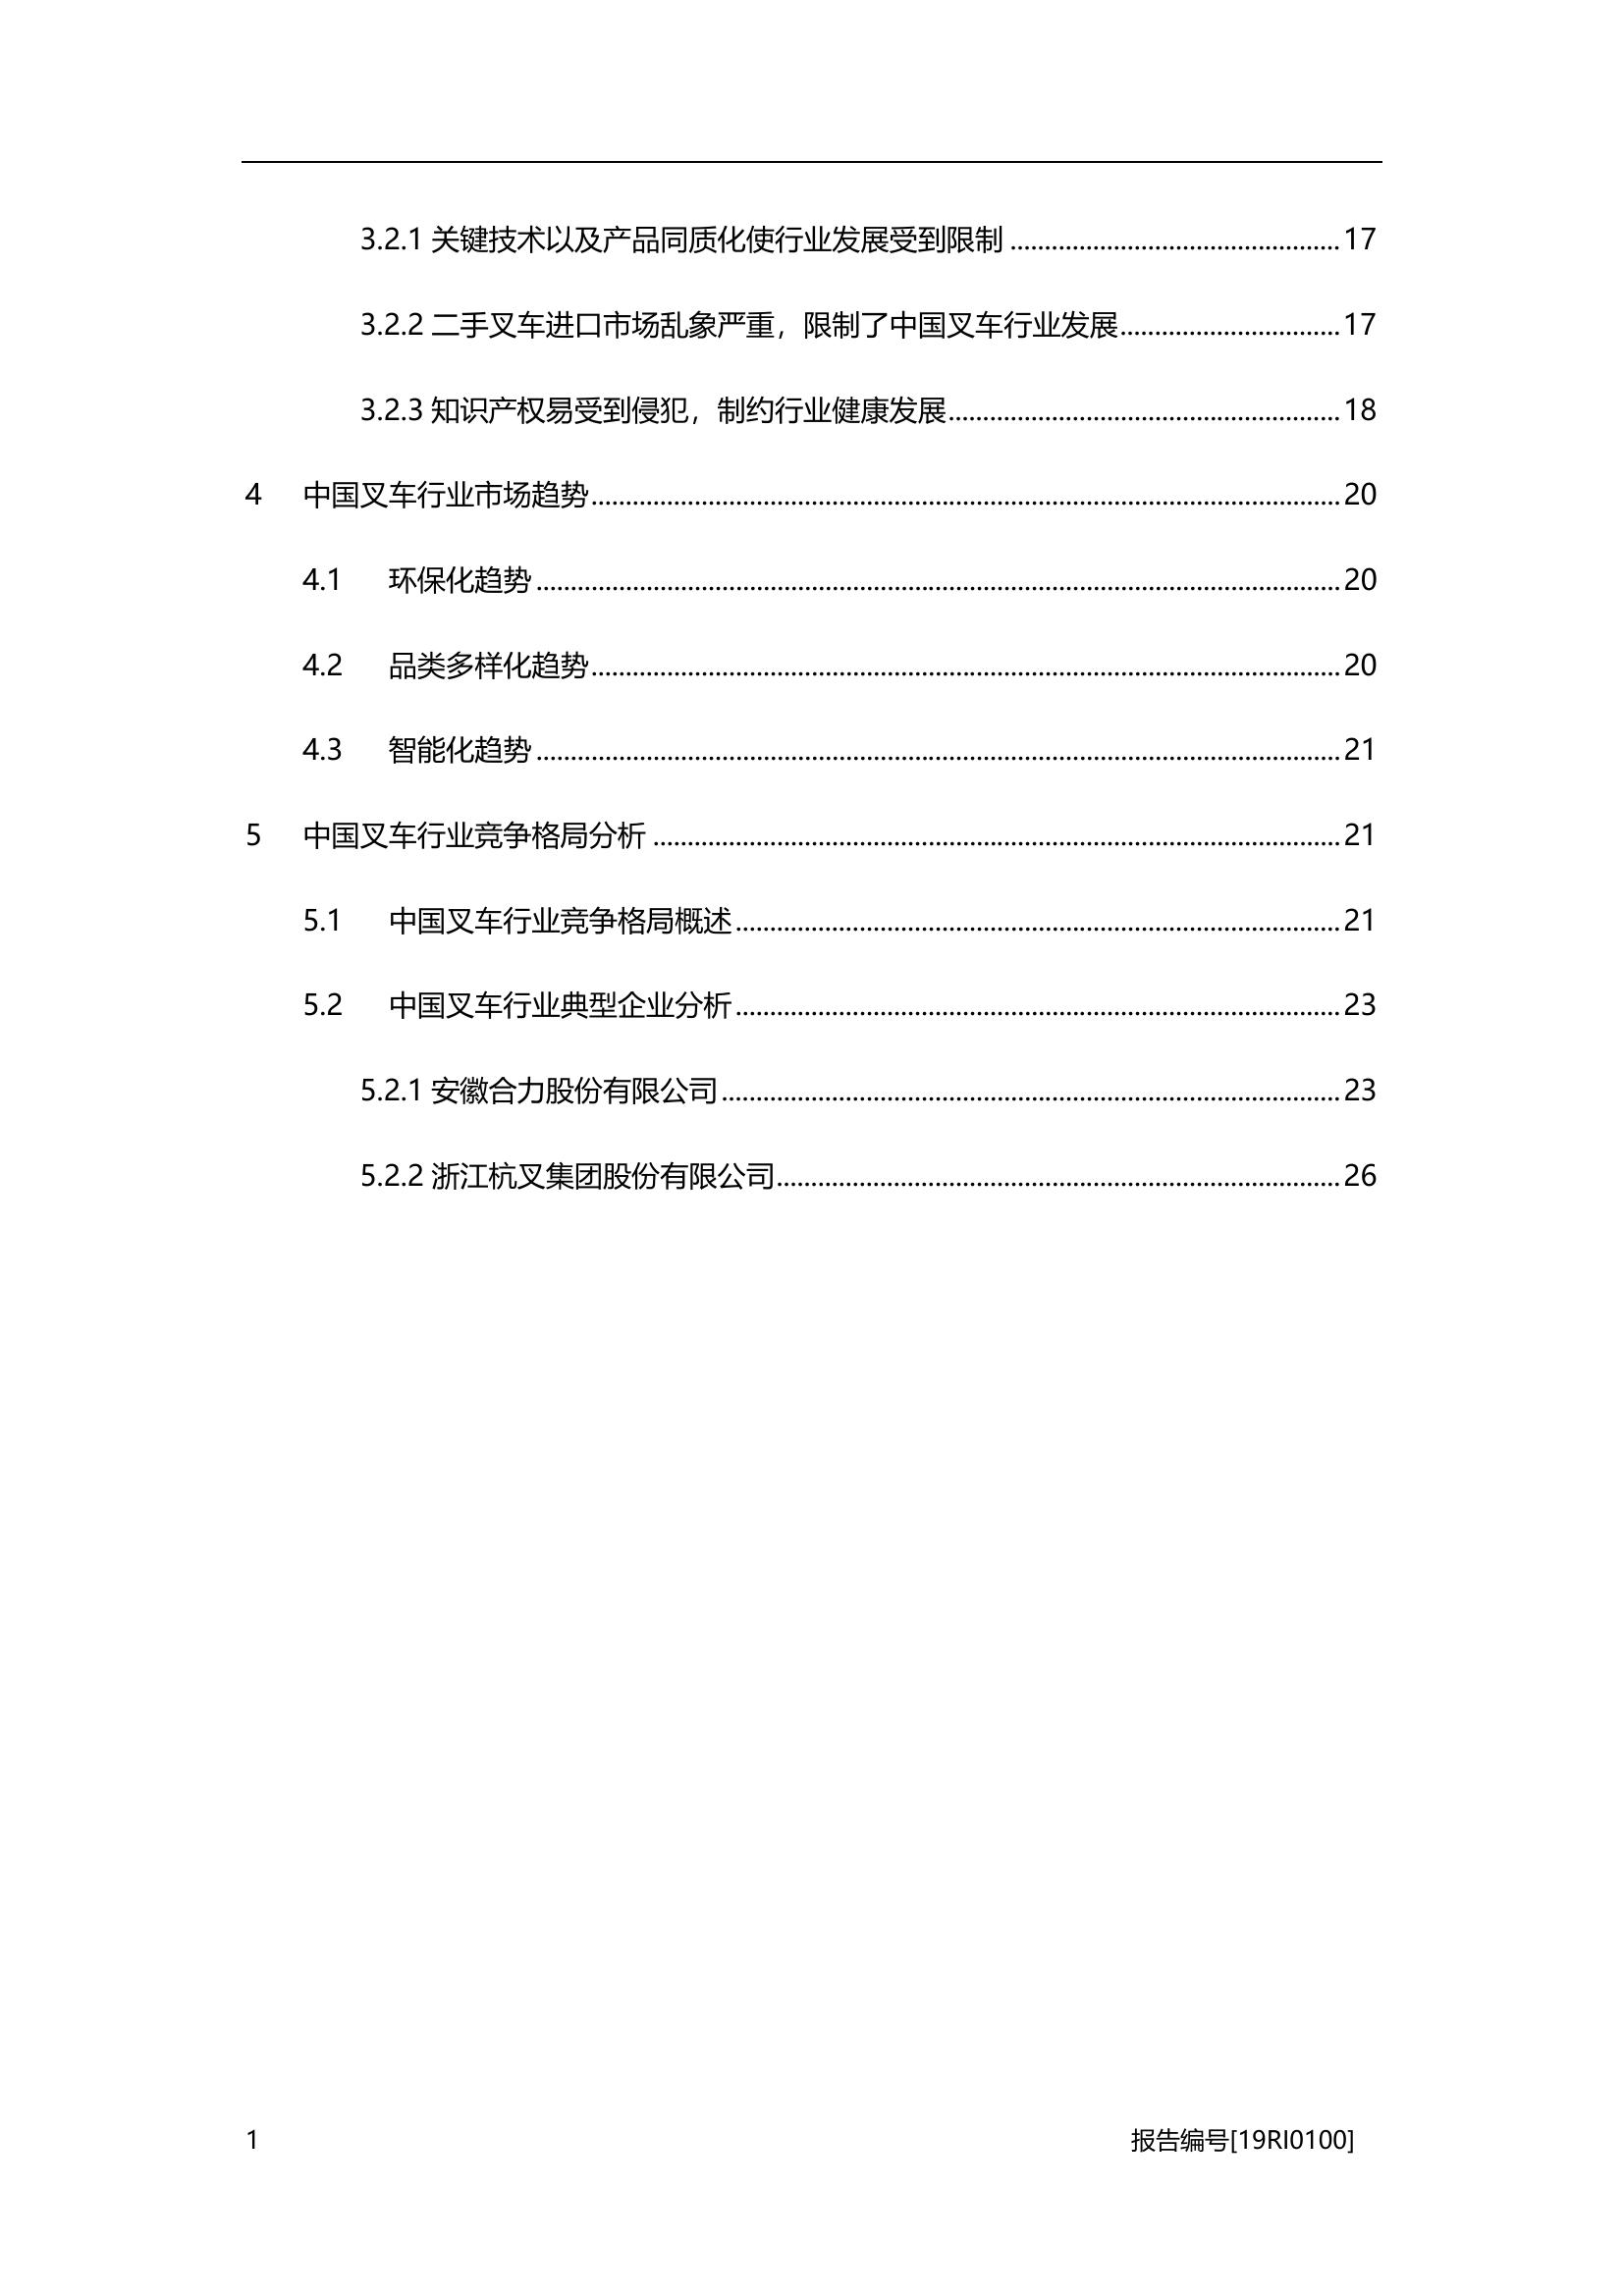 3.2.1 关键技术以及产品同质化使行业发展受到限制 ................................................ 17
3.2.2 二手叉车进口市场乱象严重，限制了中国叉车行业发展................................ 17
3.2.3 知识产权易受到侵犯，制约行业健康发展......................................................... 18
4 中国叉车行业市场趋势............................................................................................................. 20
4.1 环保化趋势 ..................................................................................................................... 20
4.2 品类多样化趋势............................................................................................................. 20
4.3 智能化趋势 ..................................................................................................................... 21
5 中国叉车行业竞争格局分析 .................................................................................................... 21
5.1 中国叉车行业竞争格局概述........................................................................................ 21
5.2 中国叉车行业典型企业分析........................................................................................ 23
5.2.1 安徽合力股份有限公司.......................................................................................... 23
5.2.2 浙江杭叉集团股份有限公司.................................................................................. 26
1 报告编号[19RI0100]